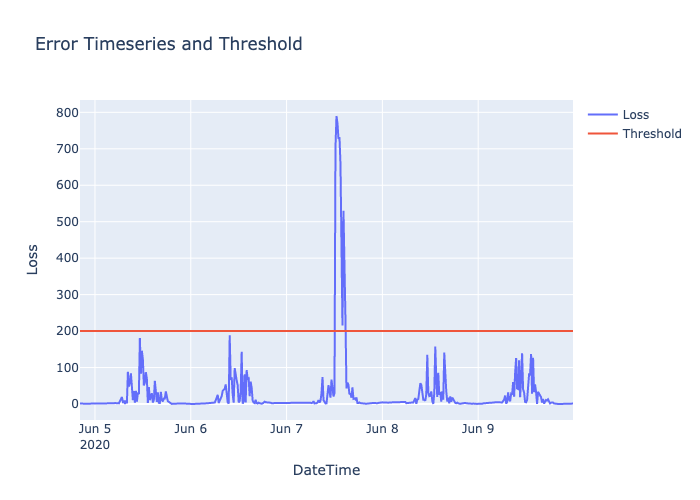 Error Timeseries and Threshold
Loss
Threshold
800
700
600
500
400
300
200
100
0
Loss
Jun 5
2020
Jun 6
Jun 7
Jun 8
Jun 9
DateTime